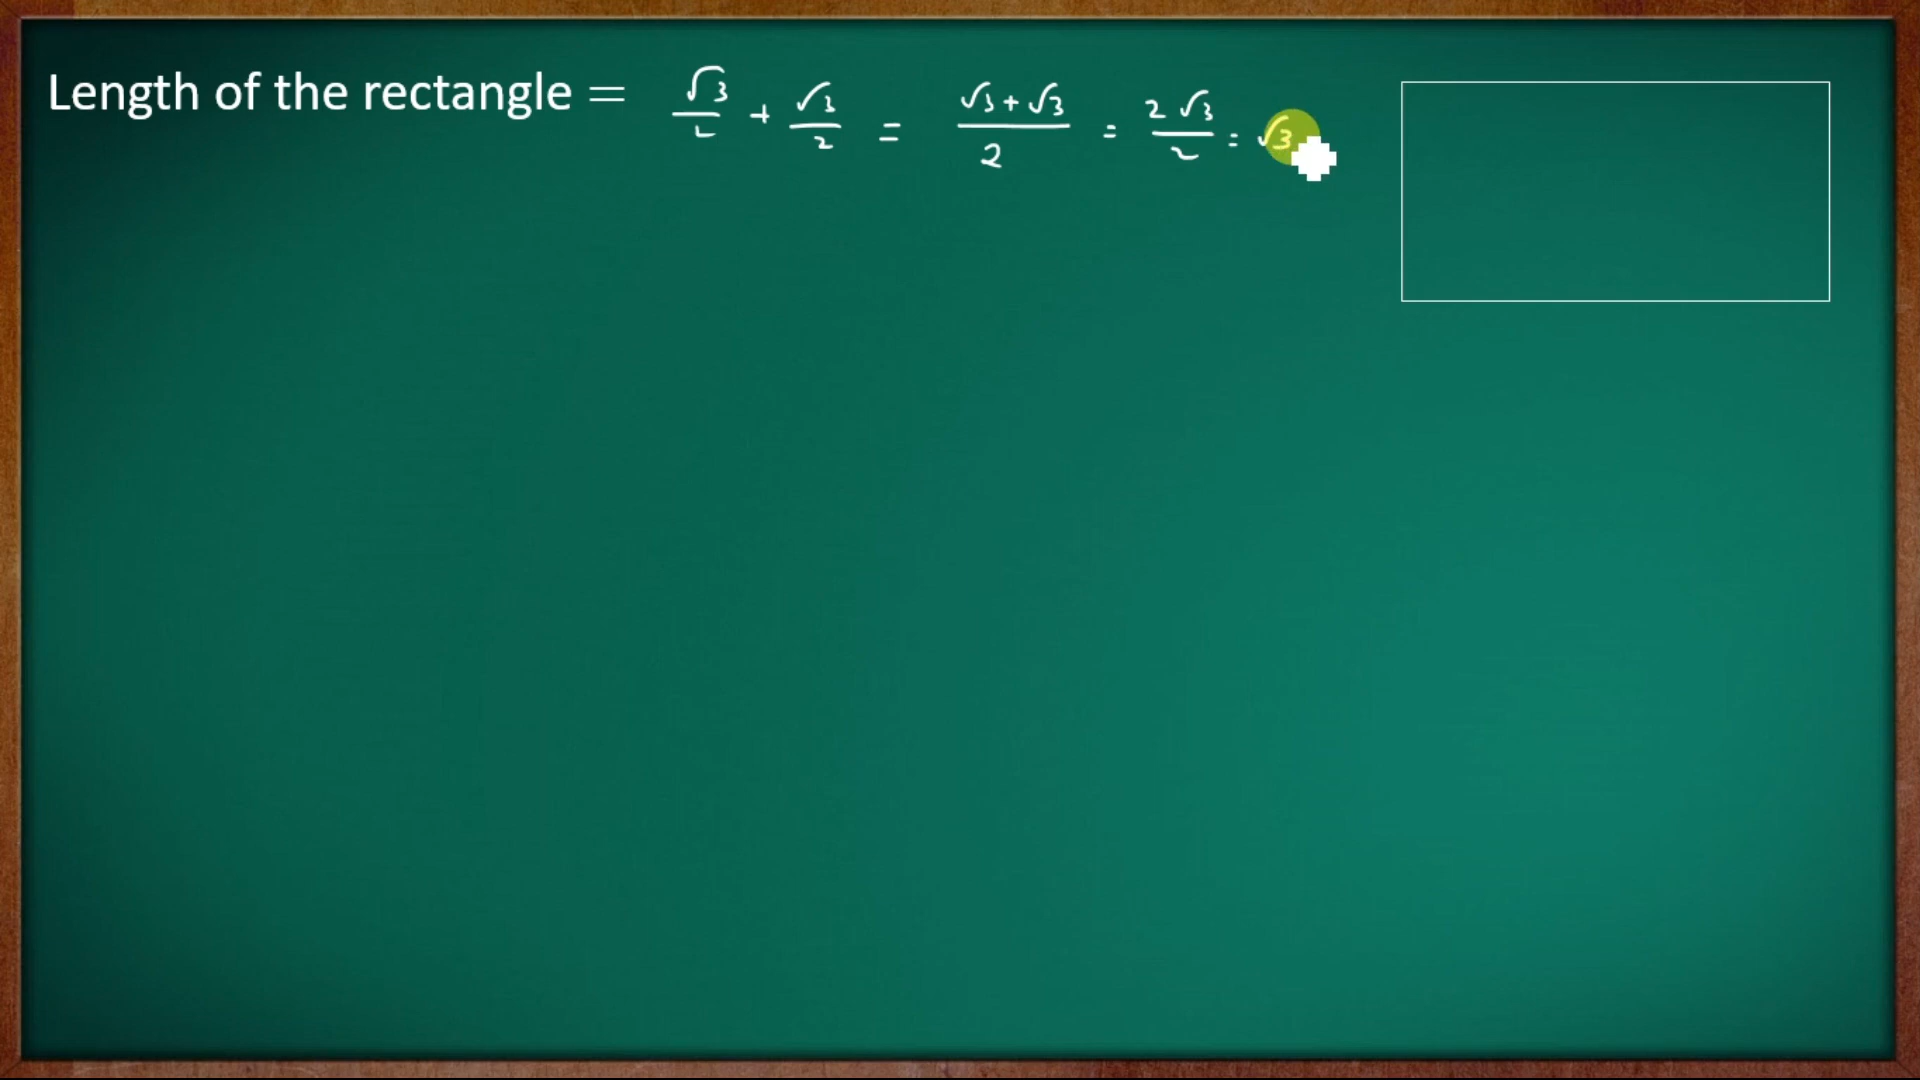 Length of the rectangle = √3/2 + √3/2 = (√3 + √3)/2 = 2√3/2 = √3